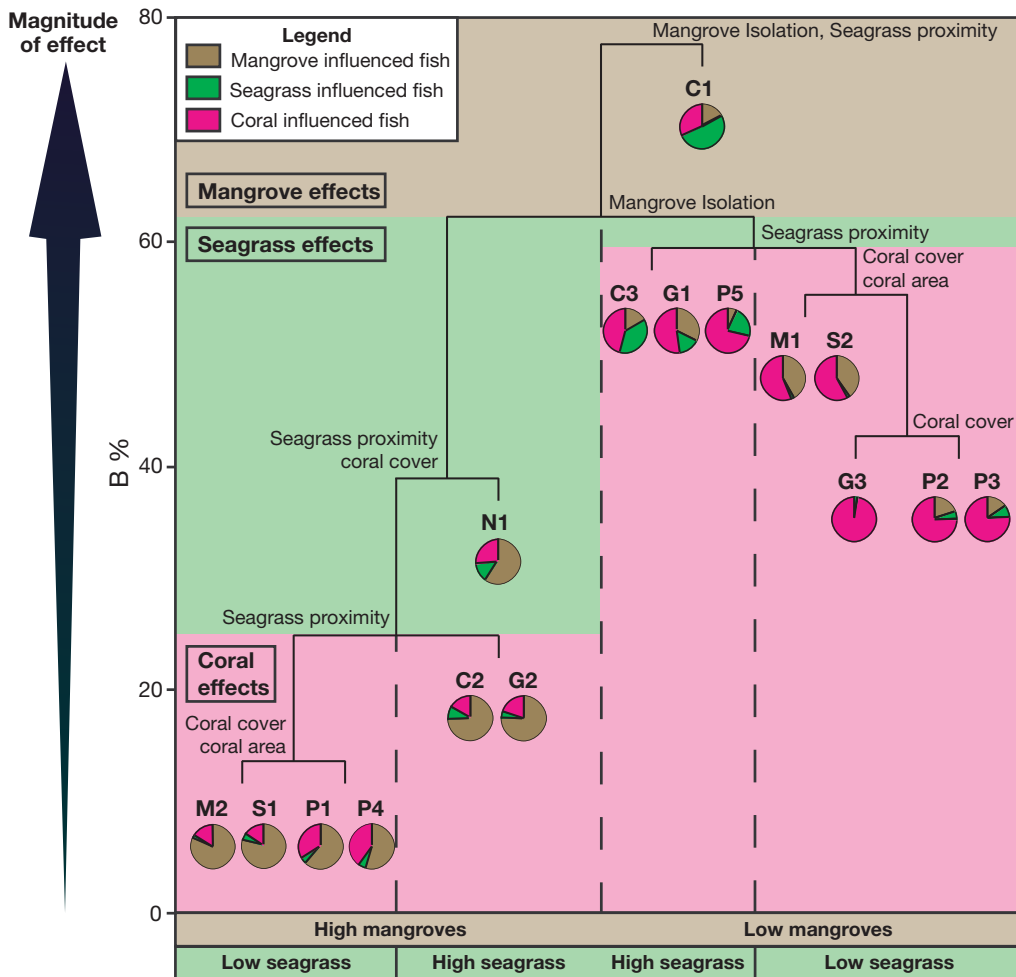 Magnitude
of effect
B %
80
60
40
20
0
Legend
Mangrove influenced fish
Seagrass influenced fish
Coral influenced fish
Mangrove Isolation, Seagrass proximity
C1
Mangrove effects
Mangrove Isolation
Seagrass effects
Seagrass proximity
Coral cover
coral area
C3 G1 P5
M1 S2
Coral cover
G3 P2 P3
Seagrass proximity
coral cover
N1
Seagrass proximity
Coral
effects
C2 G2
Coral cover
coral area
M2 S1 P1 P4
High mangroves Low mangroves
Low seagrass High seagrass High seagrass Low seagrass